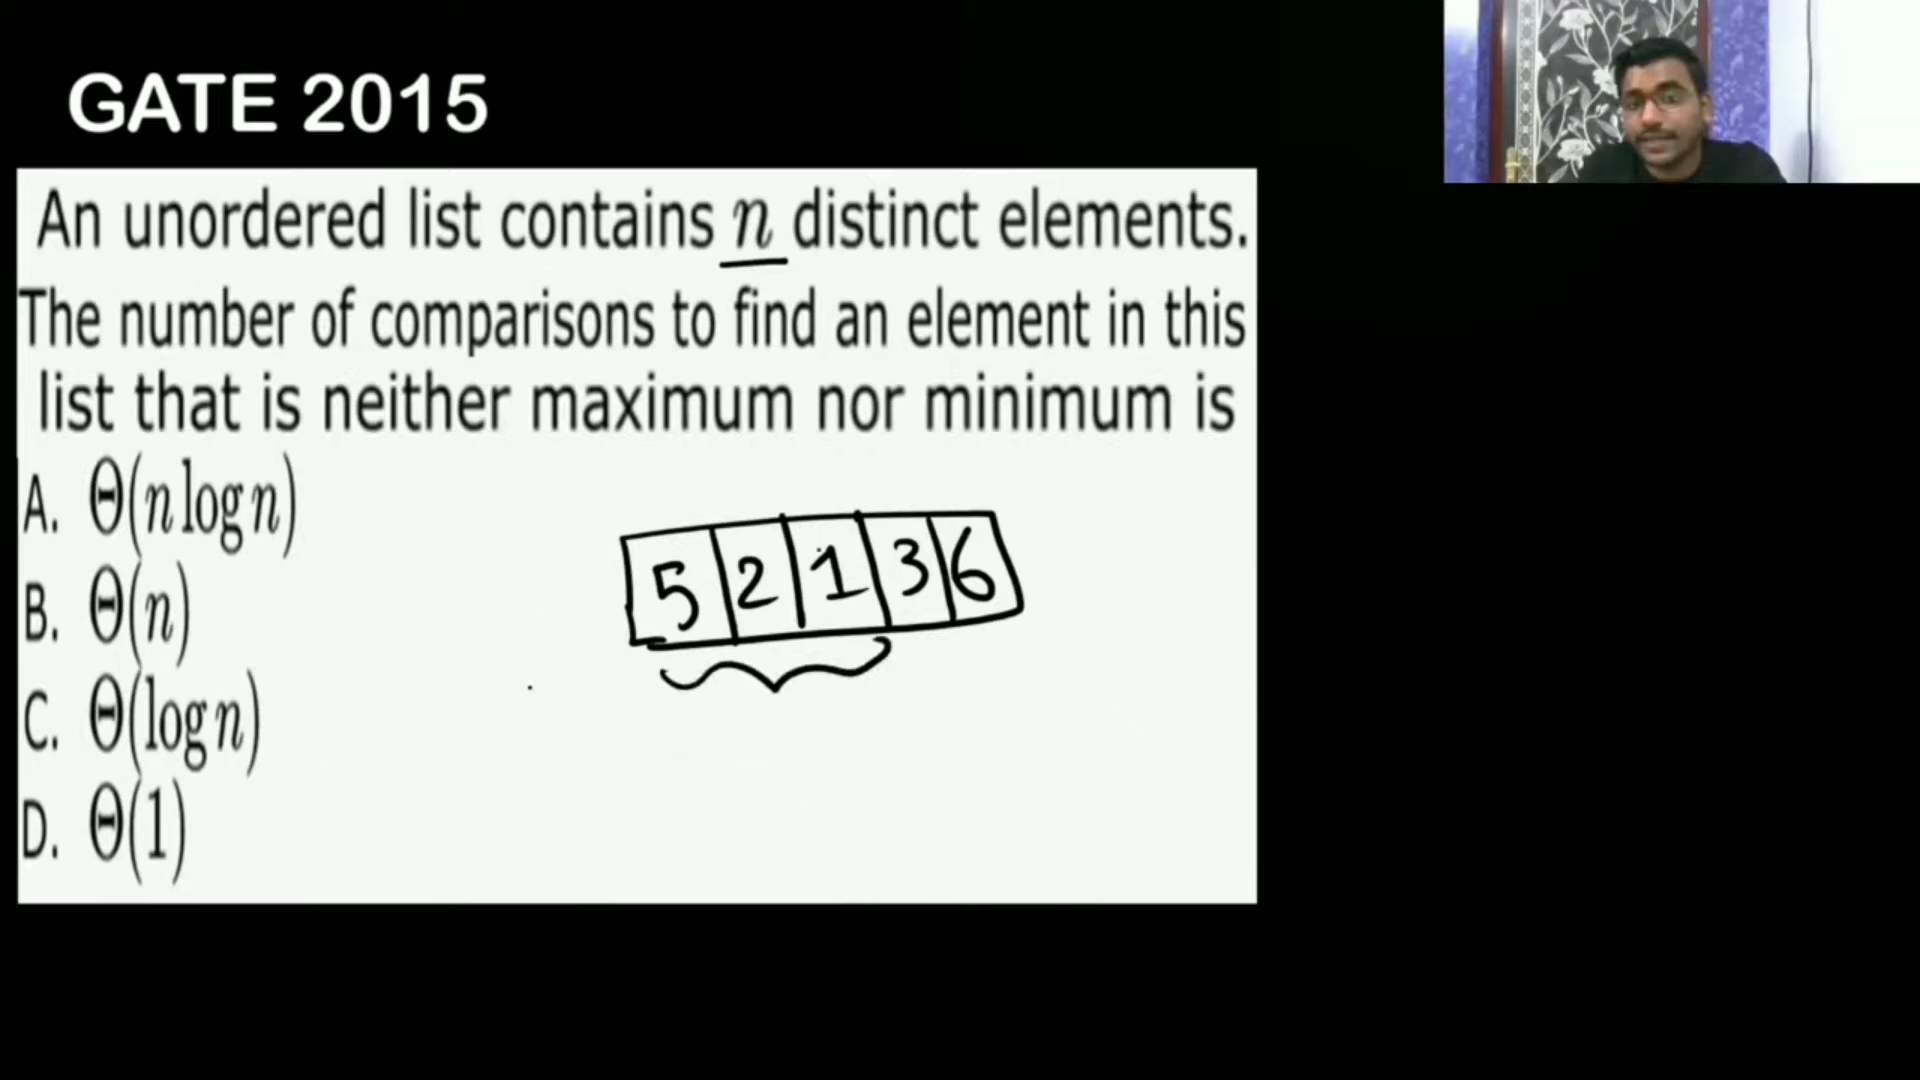 GATE 2015
An unordered list contains n distinct elements.
The number of comparisons to find an element in this
list that is neither maximum nor minimum is
A. Θ(n log n)
B. Θ(n)
C. Θ(log n)
D. Θ(1)
5 2 1 3 6